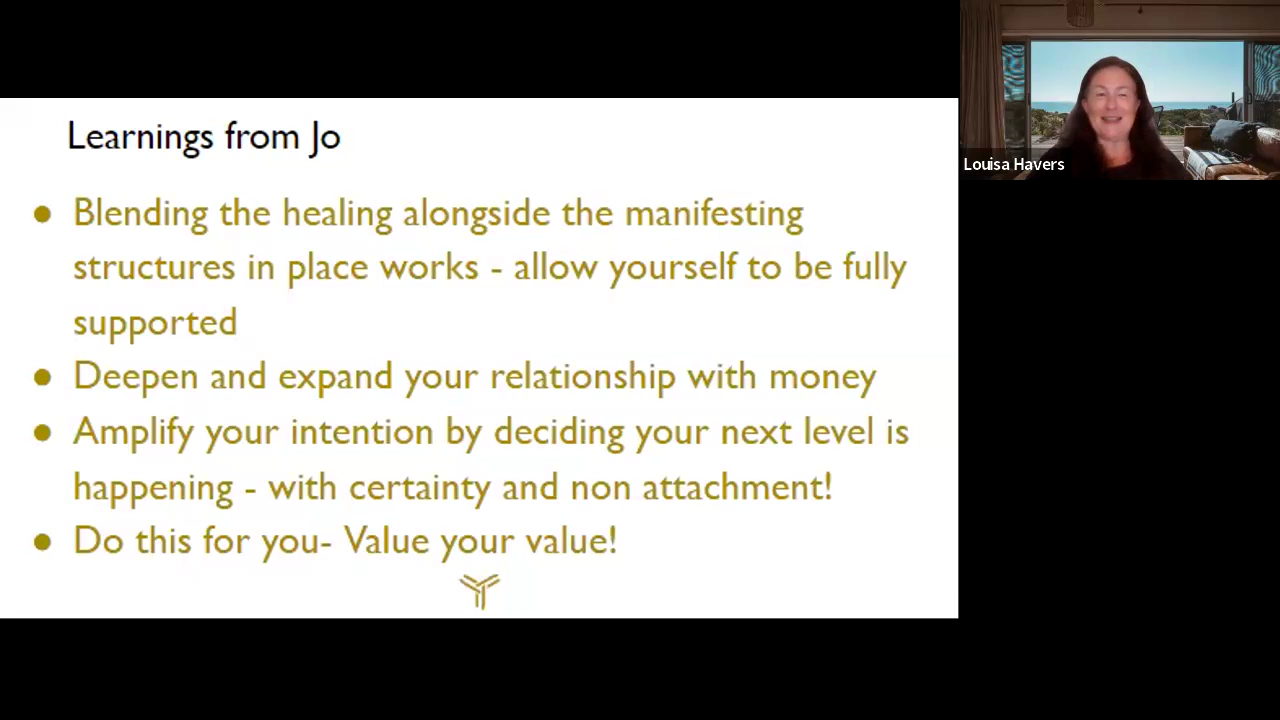 Learnings from Jo
● Blending the healing alongside the manifesting
structures in place works - allow yourself to be fully
supported
● Deepen and expand your relationship with money
● Amplify your intention by deciding your next level is
happening - with certainty and non attachment!
● Do this for you- Value your value!
Louisa Havers